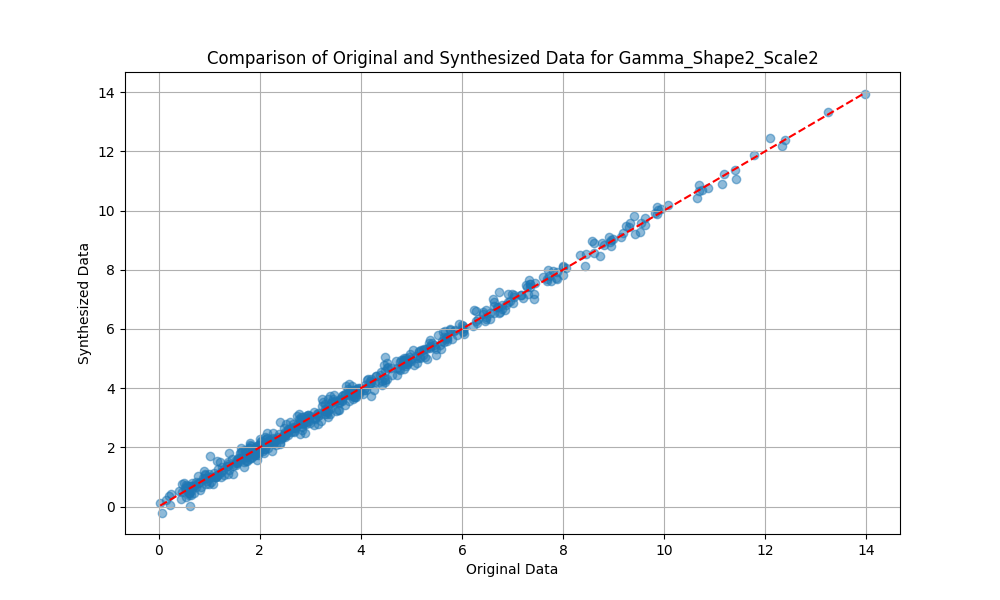 Comparison of Original and Synthesized Data for Gamma_Shape2_Scale2
14
12
10
8
6
4
2
0
Synthesized Data
0 2 4 6 8 10 12 14
Original Data